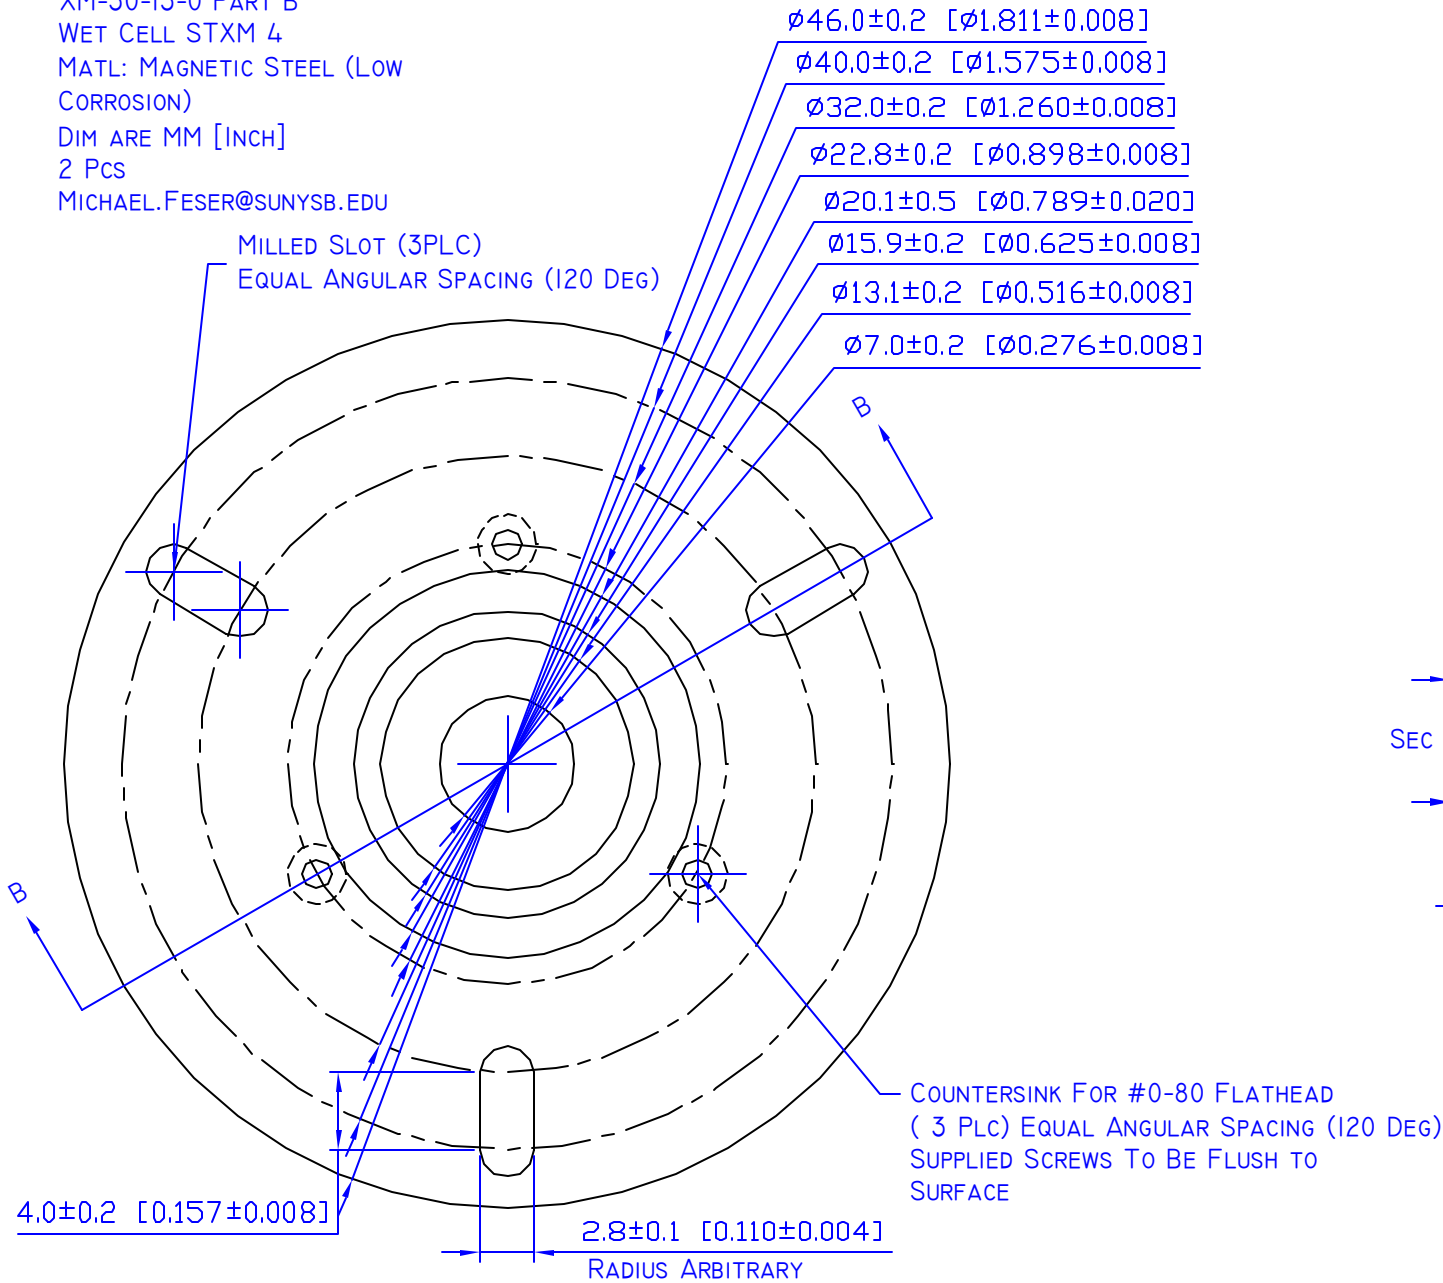 XM-30-15-0 PART B
WET CELL STXM 4
MATL: MAGNETIC STEEL (LOW
CORROSION)
DIM ARE MM [INCH]
2 PCS
MICHAEL.FESER@SUNYSB.EDU
MILLED SLOT (3PLC)
EQUAL ANGULAR SPACING (120 DEG)
ø46.0±0.2 [ø1.811±0.008]
ø40.0±0.2 [ø1.575±0.008]
ø32.0±0.2 [ø1.260±0.008]
ø22.8±0.2 [ø0.898±0.008]
ø20.1±0.5 [ø0.789±0.020]
ø15.9±0.2 [ø0.625±0.008]
ø13.1±0.2 [ø0.516±0.008]
ø7.0±0.2 [ø0.276±0.008]
B
SEC
B
COUNTERSINK FOR #0-80 FLATHEAD
( 3 PLC) EQUAL ANGULAR SPACING (120 DEG)
SUPPLIED SCREWS TO BE FLUSH TO
SURFACE
4.0±0.2 [0.157±0.008]
2.8±0.1 [0.110±0.004]
RADIUS ARBITRARY